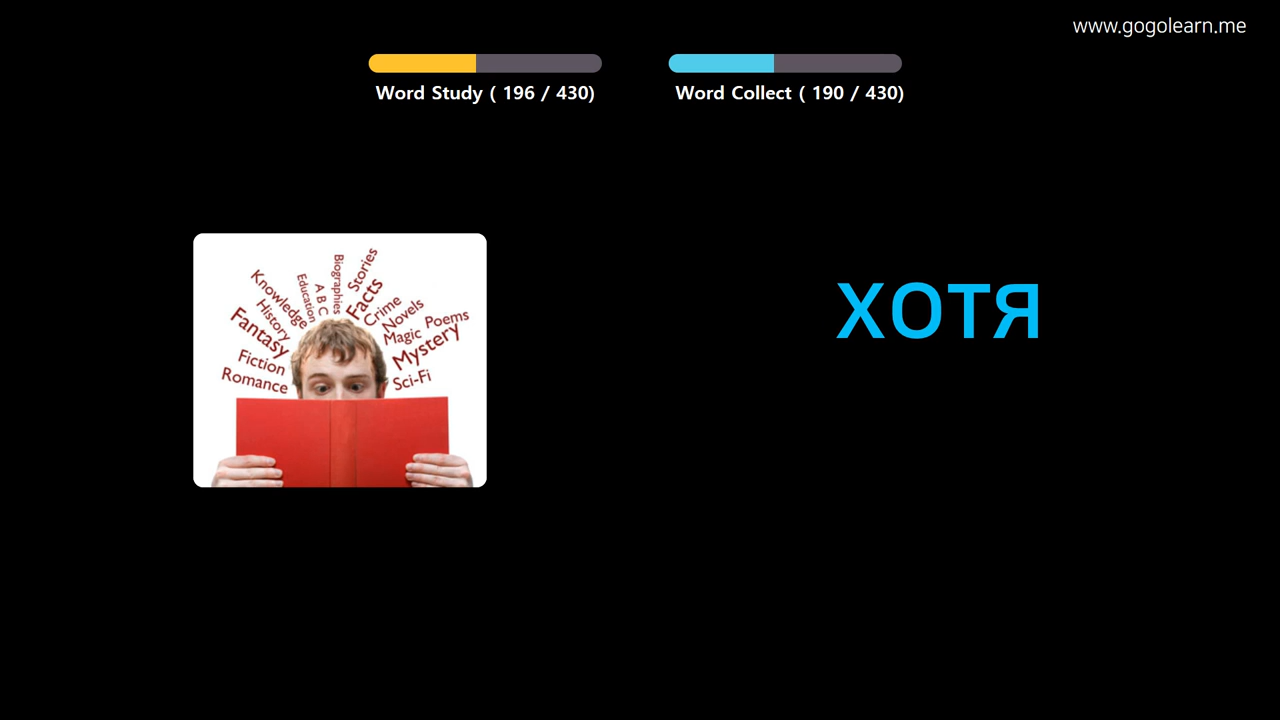 www.gogolearn.me
Word Study ( 196 / 430)
Word Collect ( 190 / 430)
Knowledge
History
Fantasy
Fiction
Romance
Education
A B C
Biographies
Stories
Facts
Crime
Novels
Magic
Poems
Mystery
Sci-Fi
хотя